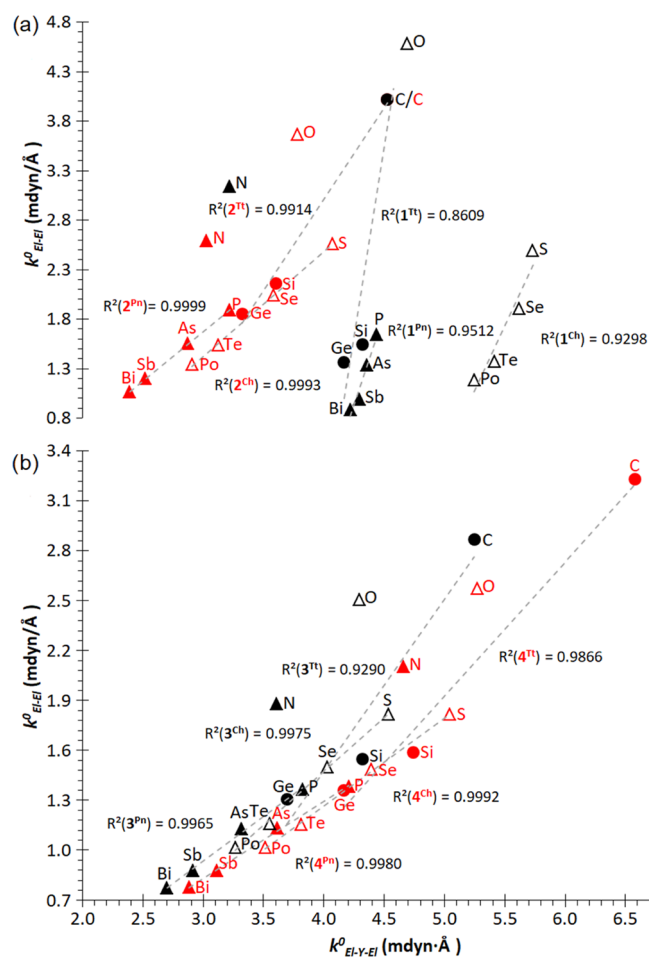 (a)
4.8
4.3
3.8
3.3
2.8
2.3
1.8
1.3
0.8
k⁰El-El (mdyn/Å)
O
C/C
O
N
R²(2ᵀᵗ) = 0.9914
R²(1ᵀᵗ) = 0.8609
N
S
S
Si
Se
P
Ge
R²(2ᴾⁿ)= 0.9999
As
Te
Sb
Po
Bi
R²(2ᶜʰ) = 0.9993
Se
P
R²(1ᴾⁿ) = 0.9512
R²(1ᶜʰ) = 0.9298
Si
Ge
As
Te
Po
Sb
Bi
(b)
3.4
3.1
2.8
2.5
2.2
1.9
1.6
1.3
1.0
0.7
k⁰El-El (mdyn/Å)
C
C
O
O
R²(3ᵀᵗ) = 0.9290
N
R²(4ᵀᵗ) = 0.9866
N
S
S
R²(3ᶜʰ) = 0.9975
Se
Si
Si
Se
Ge
P
P
Ge
R²(4ᶜʰ) = 0.9992
R²(3ᴾⁿ) = 0.9965
As
Te
As
Te
Po
Po
R²(4ᴾⁿ) = 0.9980
Sb
Sb
Bi
Bi
2.0 2.5 3.0 3.5 4.0 4.5 5.0 5.5 6.0 6.5
k⁰El-Y-El (mdyn·Å)